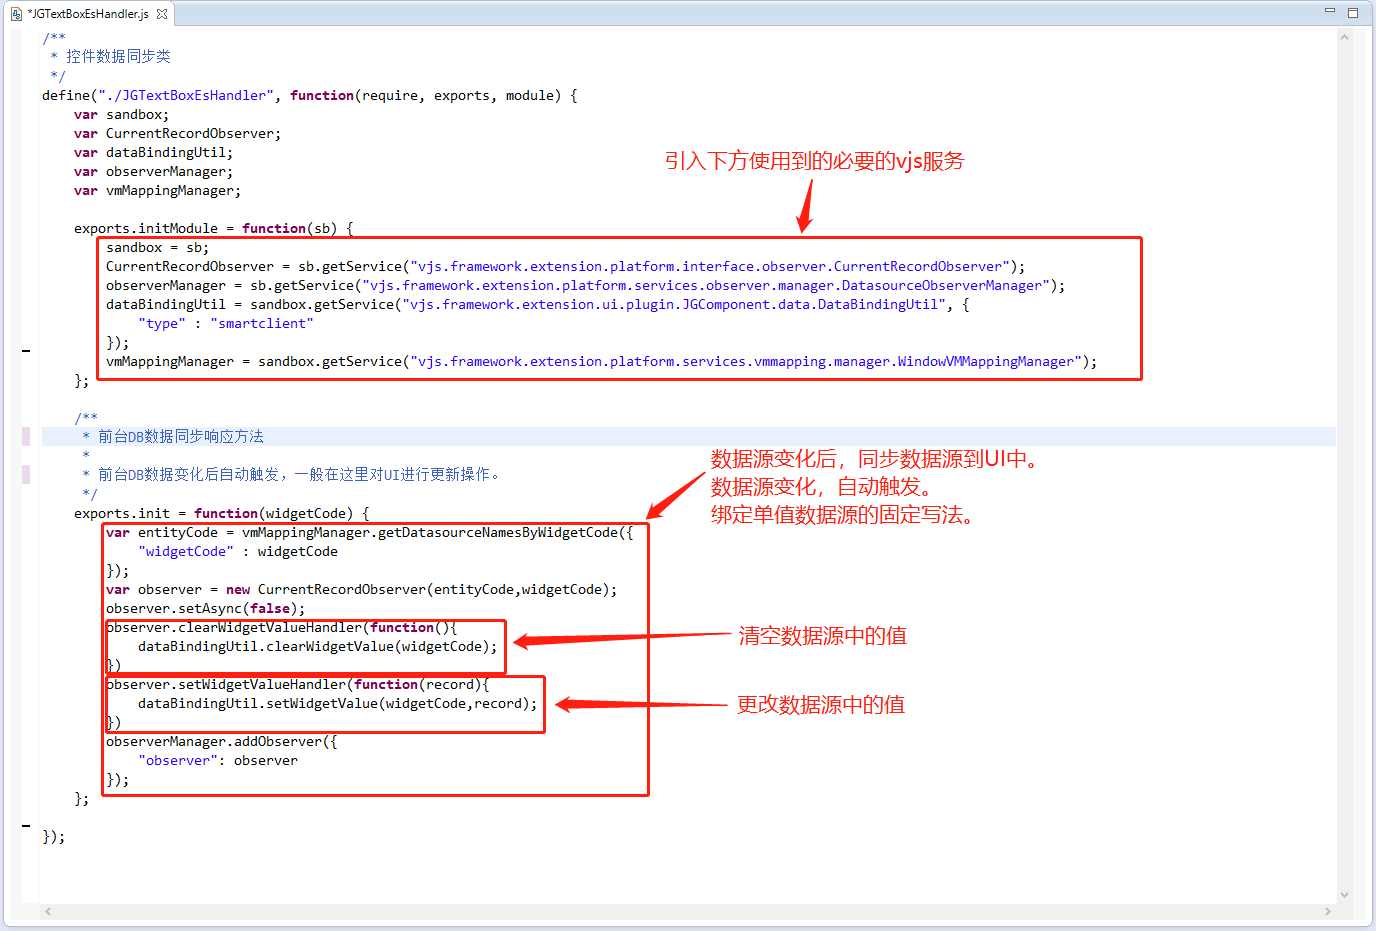 *JGTextBoxEsHandler.js
/**
* 控件数据同步类
*/
define("./JGTextBoxEsHandler", function(require, exports, module) {
var sandbox;
var CurrentRecordObserver;
var dataBindingUtil;
var observerManager;
var vmMappingManager;
引入下方使用到的必要的vjs服务
exports.initModule = function(sb) {
sandbox = sb;
CurrentRecordObserver = sb.getService("vjs.framework.extension.platform.interface.observer.CurrentRecordObserver");
observerManager = sb.getService("vjs.framework.extension.platform.services.observer.manager.DatasourceObserverManager");
dataBindingUtil = sandbox.getService("vjs.framework.extension.ui.plugin.JGComponent.data.DataBindingUtil", {
"type" : "smartclient"
});
vmMappingManager = sandbox.getService("vjs.framework.extension.platform.services.vmmapping.manager.WindowVMMappingManager");
};
/**
* 前台DB数据同步响应方法
*
* 前台DB数据变化后自动触发，一般在这里对UI进行更新操作。
*/
数据源变化后，同步数据源到UI中。
数据源变化，自动触发。
绑定单值数据源的固定写法。
exports.init = function(widgetCode) {
var entityCode = vmMappingManager.getDatasourceNamesByWidgetCode({
"widgetCode" : widgetCode
});
var observer = new CurrentRecordObserver(entityCode,widgetCode);
observer.setAsync(false);
observer.clearWidgetValueHandler(function(){
dataBindingUtil.clearWidgetValue(widgetCode);
})
清空数据源中的值
observer.setWidgetValueHandler(function(record){
dataBindingUtil.setWidgetValue(widgetCode,record);
})
更改数据源中的值
observerManager.addObserver({
"observer": observer
});
};
});